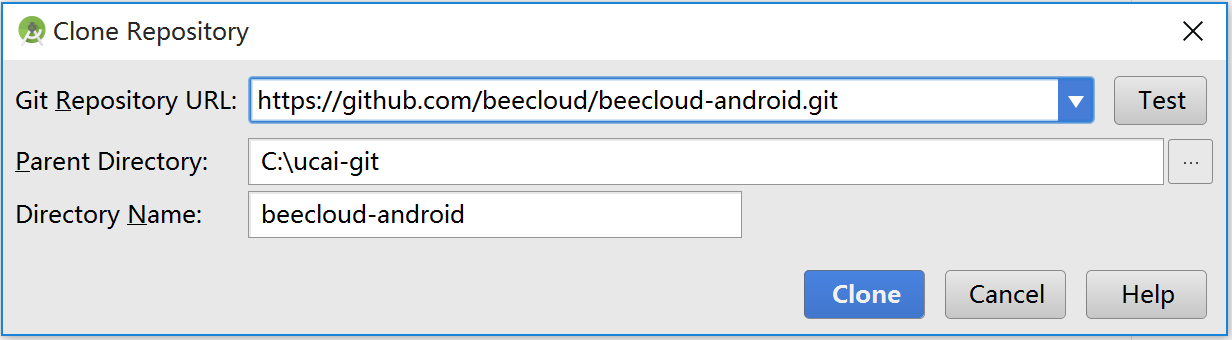 Clone Repository
Git Repository URL: https://github.com/beecloud/beecloud-android.git Test
Parent Directory: C:\ucai-git ...
Directory Name: beecloud-android
Clone Cancel Help